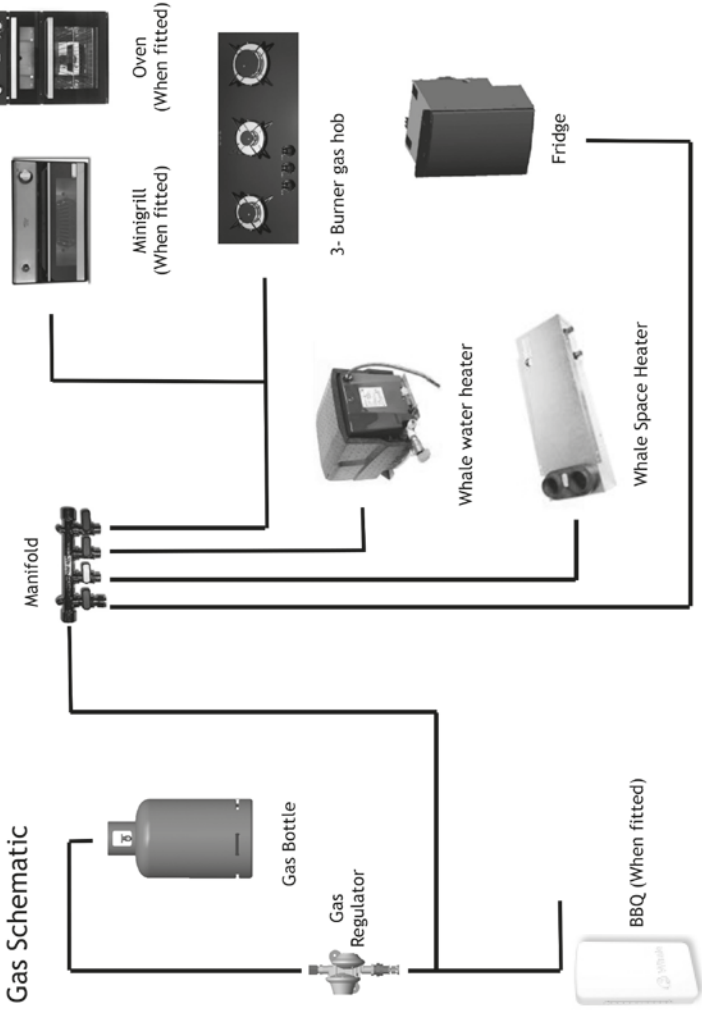 Gas Schematic
Gas Bottle
Gas
Regulator
BBQ (When fitted)
Manifold
Minigrill
(When fitted)
Oven
(When fitted)
3- Burner gas hob
Whale water heater
Whale Space Heater
Fridge